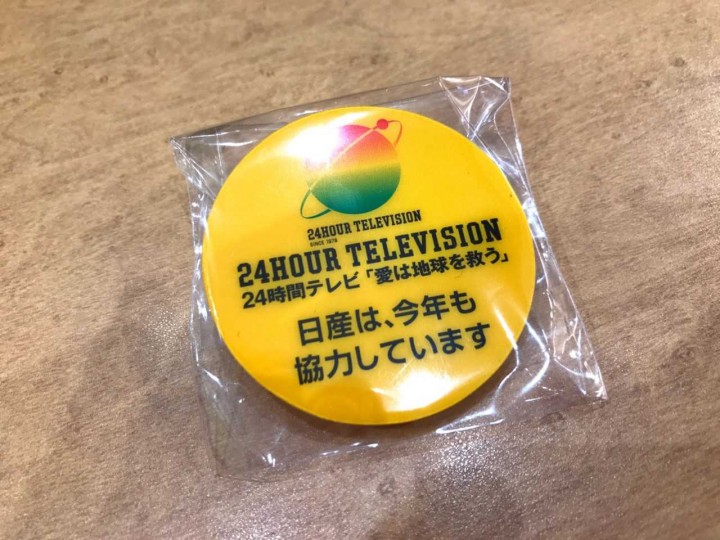 24HOUR TELEVISION
SINCE 1978
24HOUR TELEVISION
24時間テレビ「愛は地球を救う」
日産は、今年も
協力しています